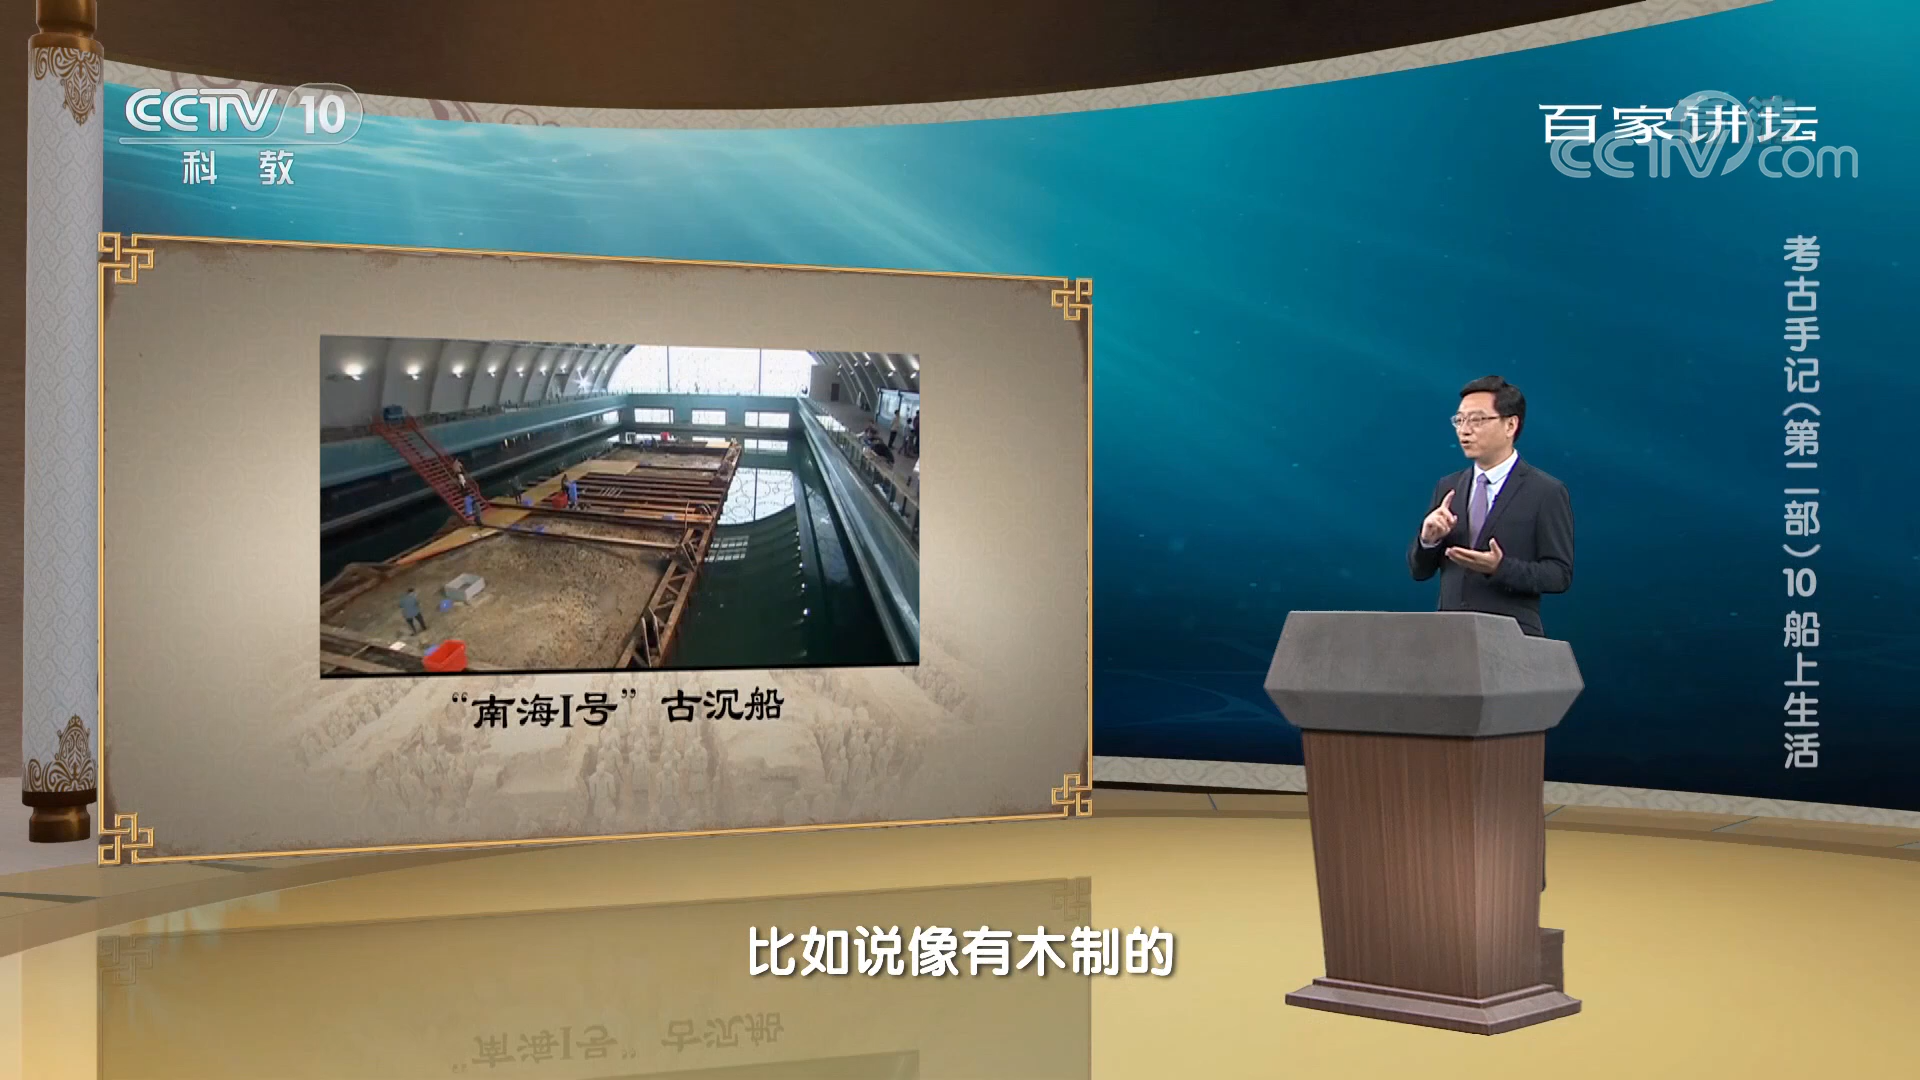 CCTV 10
科 教
百家讲坛
CCTV.com
考古手记(第二部)10 船上生活
“南海I号”古沉船
比如说像有木制的